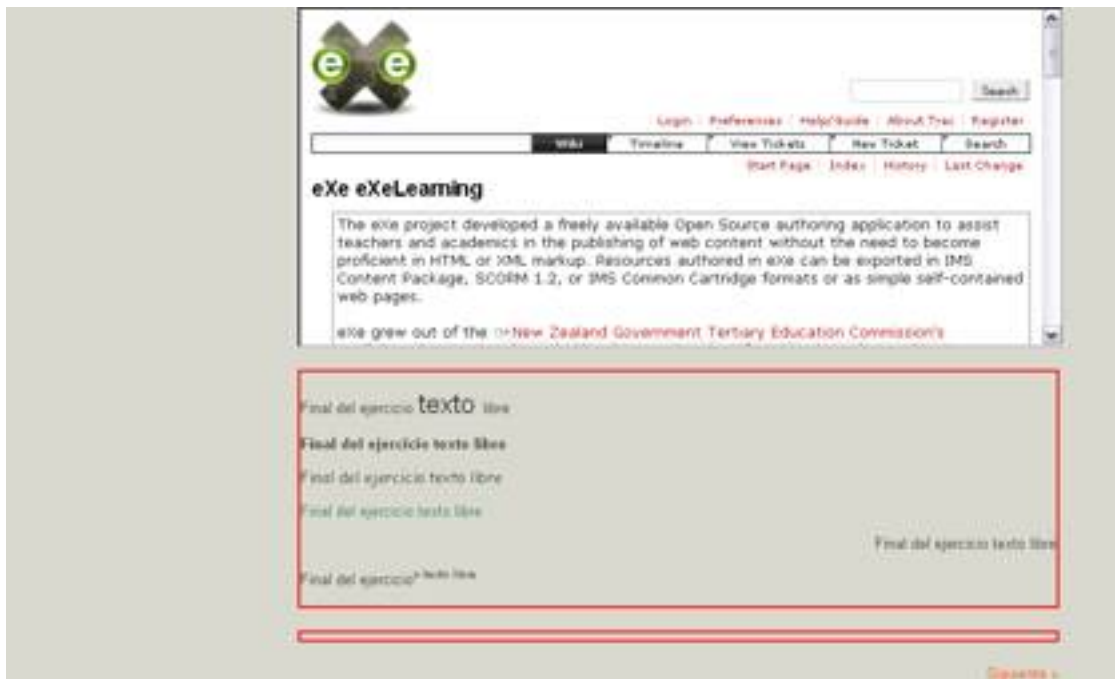 e e
Search
Login Preferences Help/Guide About Trac Register
Wiki Timeline View Tickets New Ticket Search
Start Page Index History Last Change
eXe eXeLearning
The eXe project developed a freely available Open Source authoring application to assist
teachers and academics in the publishing of web content without the need to become
proficient in HTML or XML markup. Resources authored in eXe can be exported in IMS
Content Package, SCORM 1.2, or IMS Common Cartridge formats or as simple self-contained
web pages.
eXe grew out of the New Zealand Government Tertiary Education Commission's
Final del ejercicio texto libre
Final del ejercicio texto libre
Final del ejercicio texto libre
Final del ejercicio texto libre
Final del ejercicio texto libre
Final del ejercicio texto libre
Siguiente »